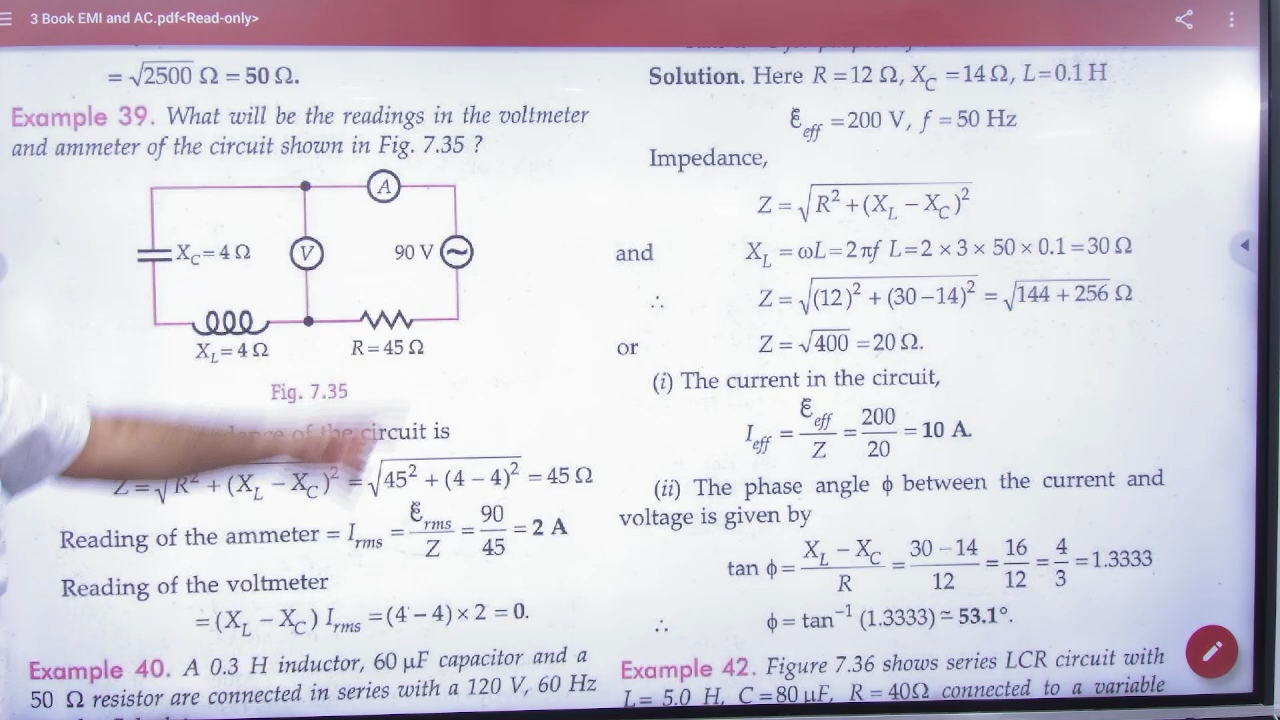 3 Book EMI and AC.pdf<Read-only>
= √2500 Ω = 50 Ω.
Example 39. What will be the readings in the voltmeter
and ammeter of the circuit shown in Fig. 7.35 ?
A
X_C = 4 Ω
V
90 V
X_L = 4 Ω
R = 45 Ω
Fig. 7.35
of the circuit is
Z = √R² + (X_L − X_C)² = √45² + (4 − 4)² = 45 Ω
Reading of the ammeter = I_rms = ℰ_rms/Z = 90/45 = 2 A
Reading of the voltmeter
= (X_L − X_C) I_rms = (4 − 4) × 2 = 0.
Example 40. A 0.3 H inductor, 60 μF capacitor and a
50 Ω resistor are connected in series with a 120 V, 60 Hz
Solution. Here R = 12 Ω, X_C = 14 Ω, L = 0.1 H
ℰ_eff = 200 V, f = 50 Hz
Impedance,
Z = √R² + (X_L − X_C)²
and X_L = ωL = 2πf L = 2 × 3 × 50 × 0.1 = 30 Ω
∴ Z = √(12)² + (30 − 14)² = √144 + 256 Ω
or Z = √400 = 20 Ω.
(i) The current in the circuit,
I_eff = ℰ_eff/Z = 200/20 = 10 A.
(ii) The phase angle ϕ between the current and
voltage is given by
tan ϕ = X_L − X_C/R = 30 − 14/12 = 16/12 = 4/3 = 1.3333
∴ ϕ = tan⁻¹ (1.3333) ≃ 53.1°.
Example 42. Figure 7.36 shows series LCR circuit with
L = 5.0 H, C = 80 μF, R = 40Ω connected to a variable